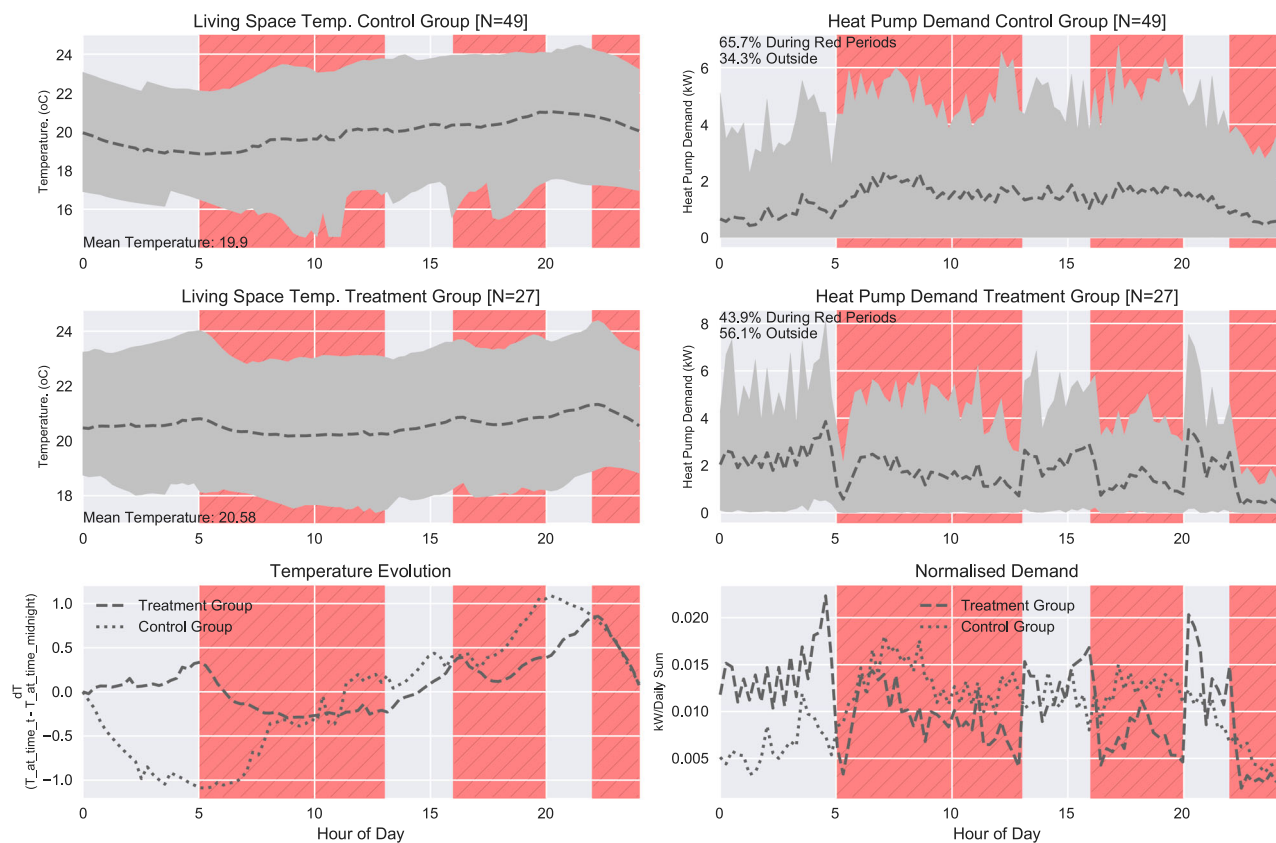 Living Space Temp. Control Group [N=49]
Temperature, (oC)
24
22
20
18
16
Mean Temperature: 19.9
0
5
10
15
20
Heat Pump Demand Control Group [N=49]
Heat Pump Demand (kW)
65.7% During Red Periods
34.3% Outside
6
4
2
0
0
5
10
15
20
Living Space Temp. Treatment Group [N=27]
Temperature, (oC)
24
22
20
18
Mean Temperature: 20.58
0
5
10
15
20
Heat Pump Demand Treatment Group [N=27]
Heat Pump Demand (kW)
43.9% During Red Periods
56.1% Outside
8
6
4
2
0
0
5
10
15
20
Temperature Evolution
dT
(T_at_time_t - T_at_time_midnight)
1.0
0.5
0.0
−0.5
−1.0
Treatment Group
Control Group
0
5
10
15
20
Hour of Day
Normalised Demand
kW/Daily Sum
0.020
0.015
0.010
0.005
Treatment Group
Control Group
0
5
10
15
20
Hour of Day